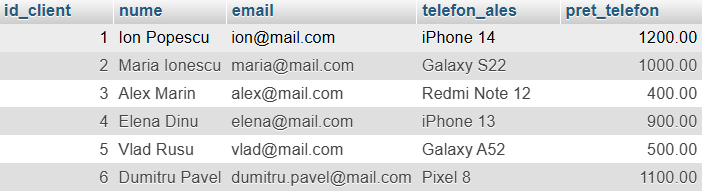 id_client nume email telefon_ales pret_telefon
1 Ion Popescu ion@mail.com iPhone 14 1200.00
2 Maria Ionescu maria@mail.com Galaxy S22 1000.00
3 Alex Marin alex@mail.com Redmi Note 12 400.00
4 Elena Dinu elena@mail.com iPhone 13 900.00
5 Vlad Rusu vlad@mail.com Galaxy A52 500.00
6 Dumitru Pavel dumitru.pavel@mail.com Pixel 8 1100.00